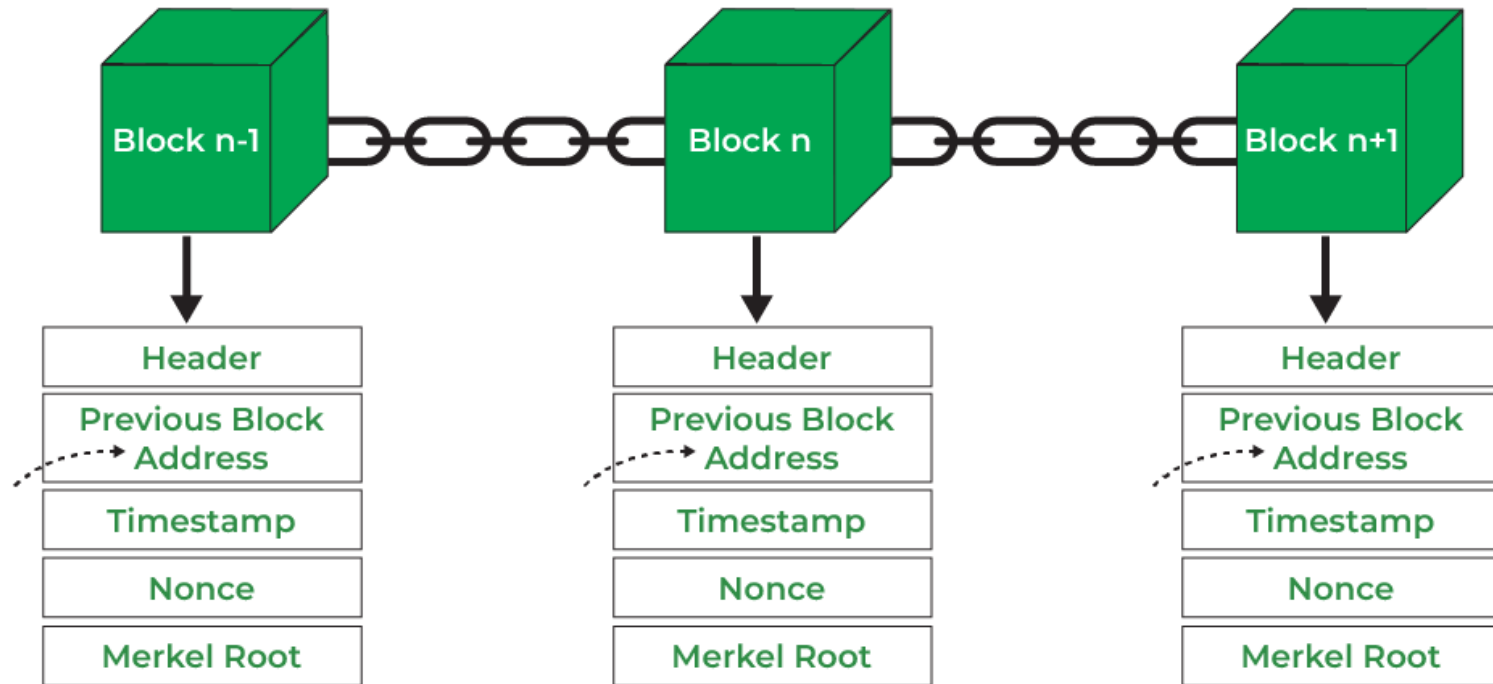 Block n-1
Block n
Block n+1
Header
Previous Block
Address
Timestamp
Nonce
Merkel Root
Header
Previous Block
Address
Timestamp
Nonce
Merkel Root
Header
Previous Block
Address
Timestamp
Nonce
Merkel Root